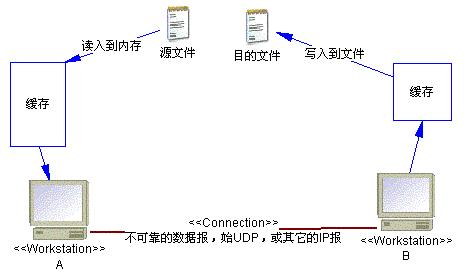 读入到内存
源文件
目的文件
写入到文件
缓存
缓存
<<Connection>>
不可靠的数据报，始UDP，或其它的IP报
<<Workstation>>
A
<<Workstation>>
B